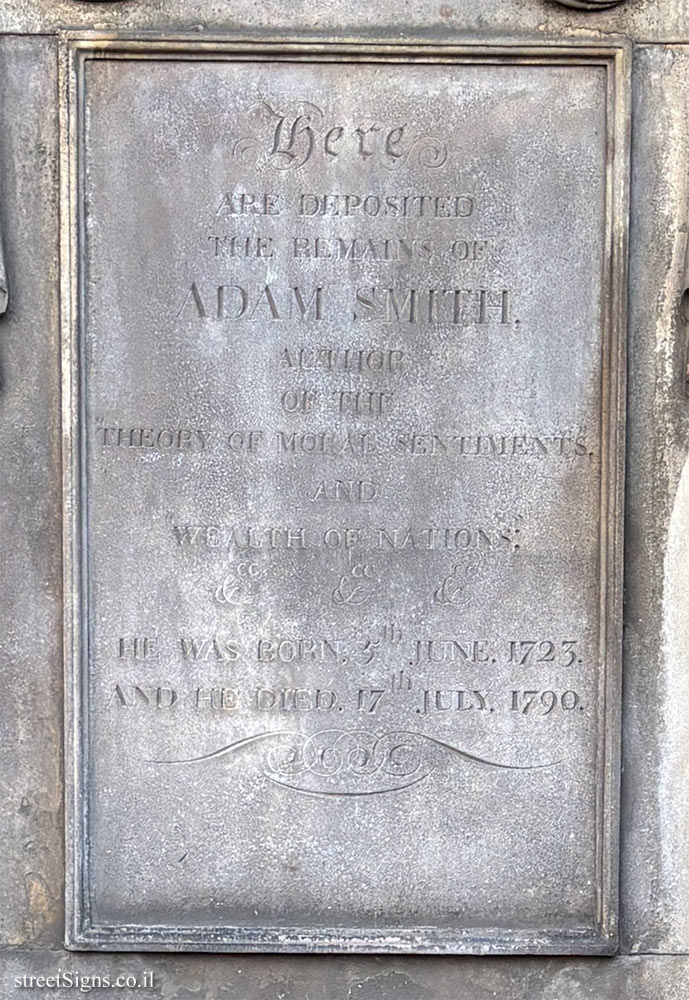 Here
ARE DEPOSITED
THE REMAINS OF
ADAM SMITH.
AUTHOR
OF THE
"THEORY OF MORAL SENTIMENTS,"
AND
"WEALTH OF NATIONS;"
&c &c &c
HE WAS BORN, 5th JUNE, 1723.
AND HE DIED, 17th JULY, 1790.
streetSigns.co.il